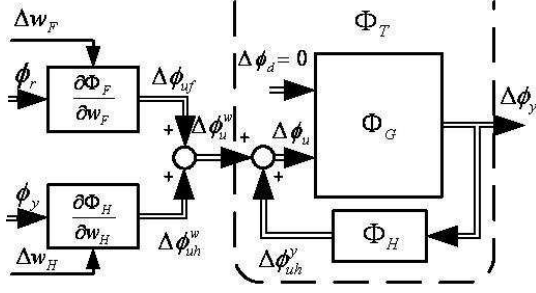 Δw_F
Φ_T
ϕ_r
∂Φ_F
∂w_F
Δϕ_uf
Δϕ_d = 0
Δϕ_y
+
Δϕ_u^w
+
Δϕ_u
Φ_G
ϕ_y
∂Φ_H
∂w_H
+
+
Δϕ_uh^w
Φ_H
Δw_H
Δϕ_uh^y